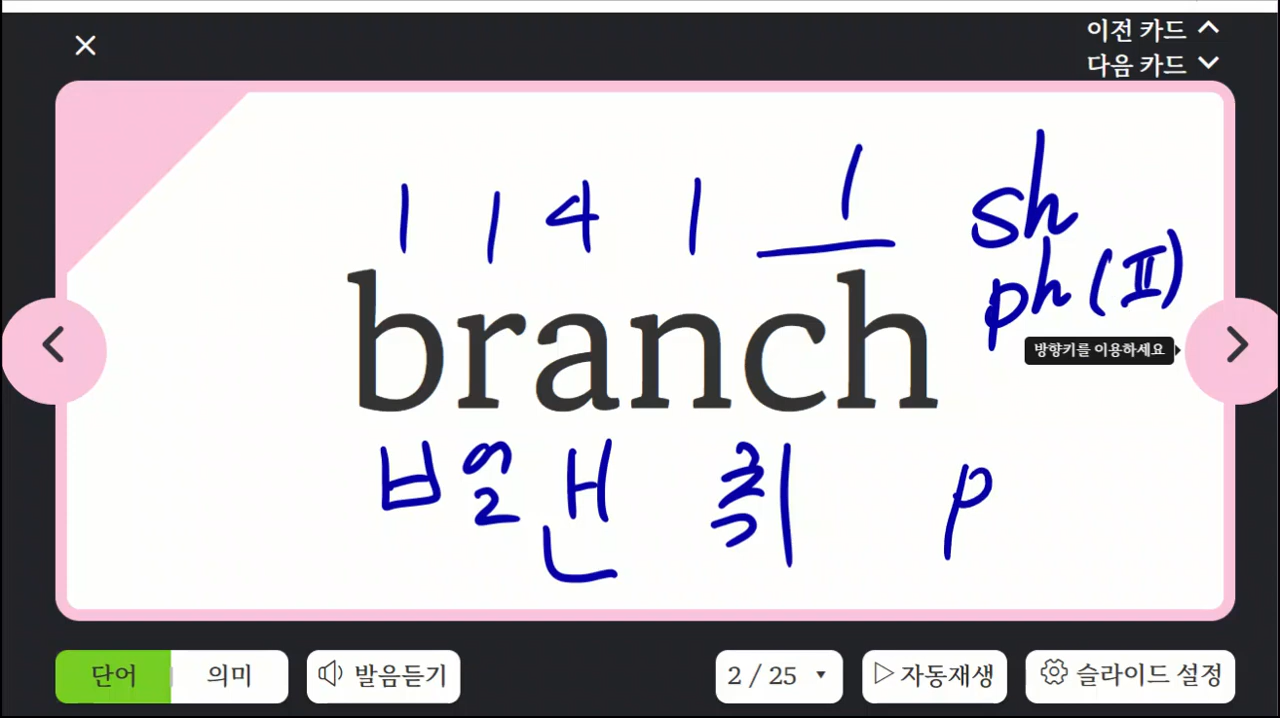 이전 카드
다음 카드
1 1 4 1 1 sh
ph (II)
방향키를 이용하세요
branch
p
단어 의미 발음듣기 2 / 25 자동재생 슬라이드 설정